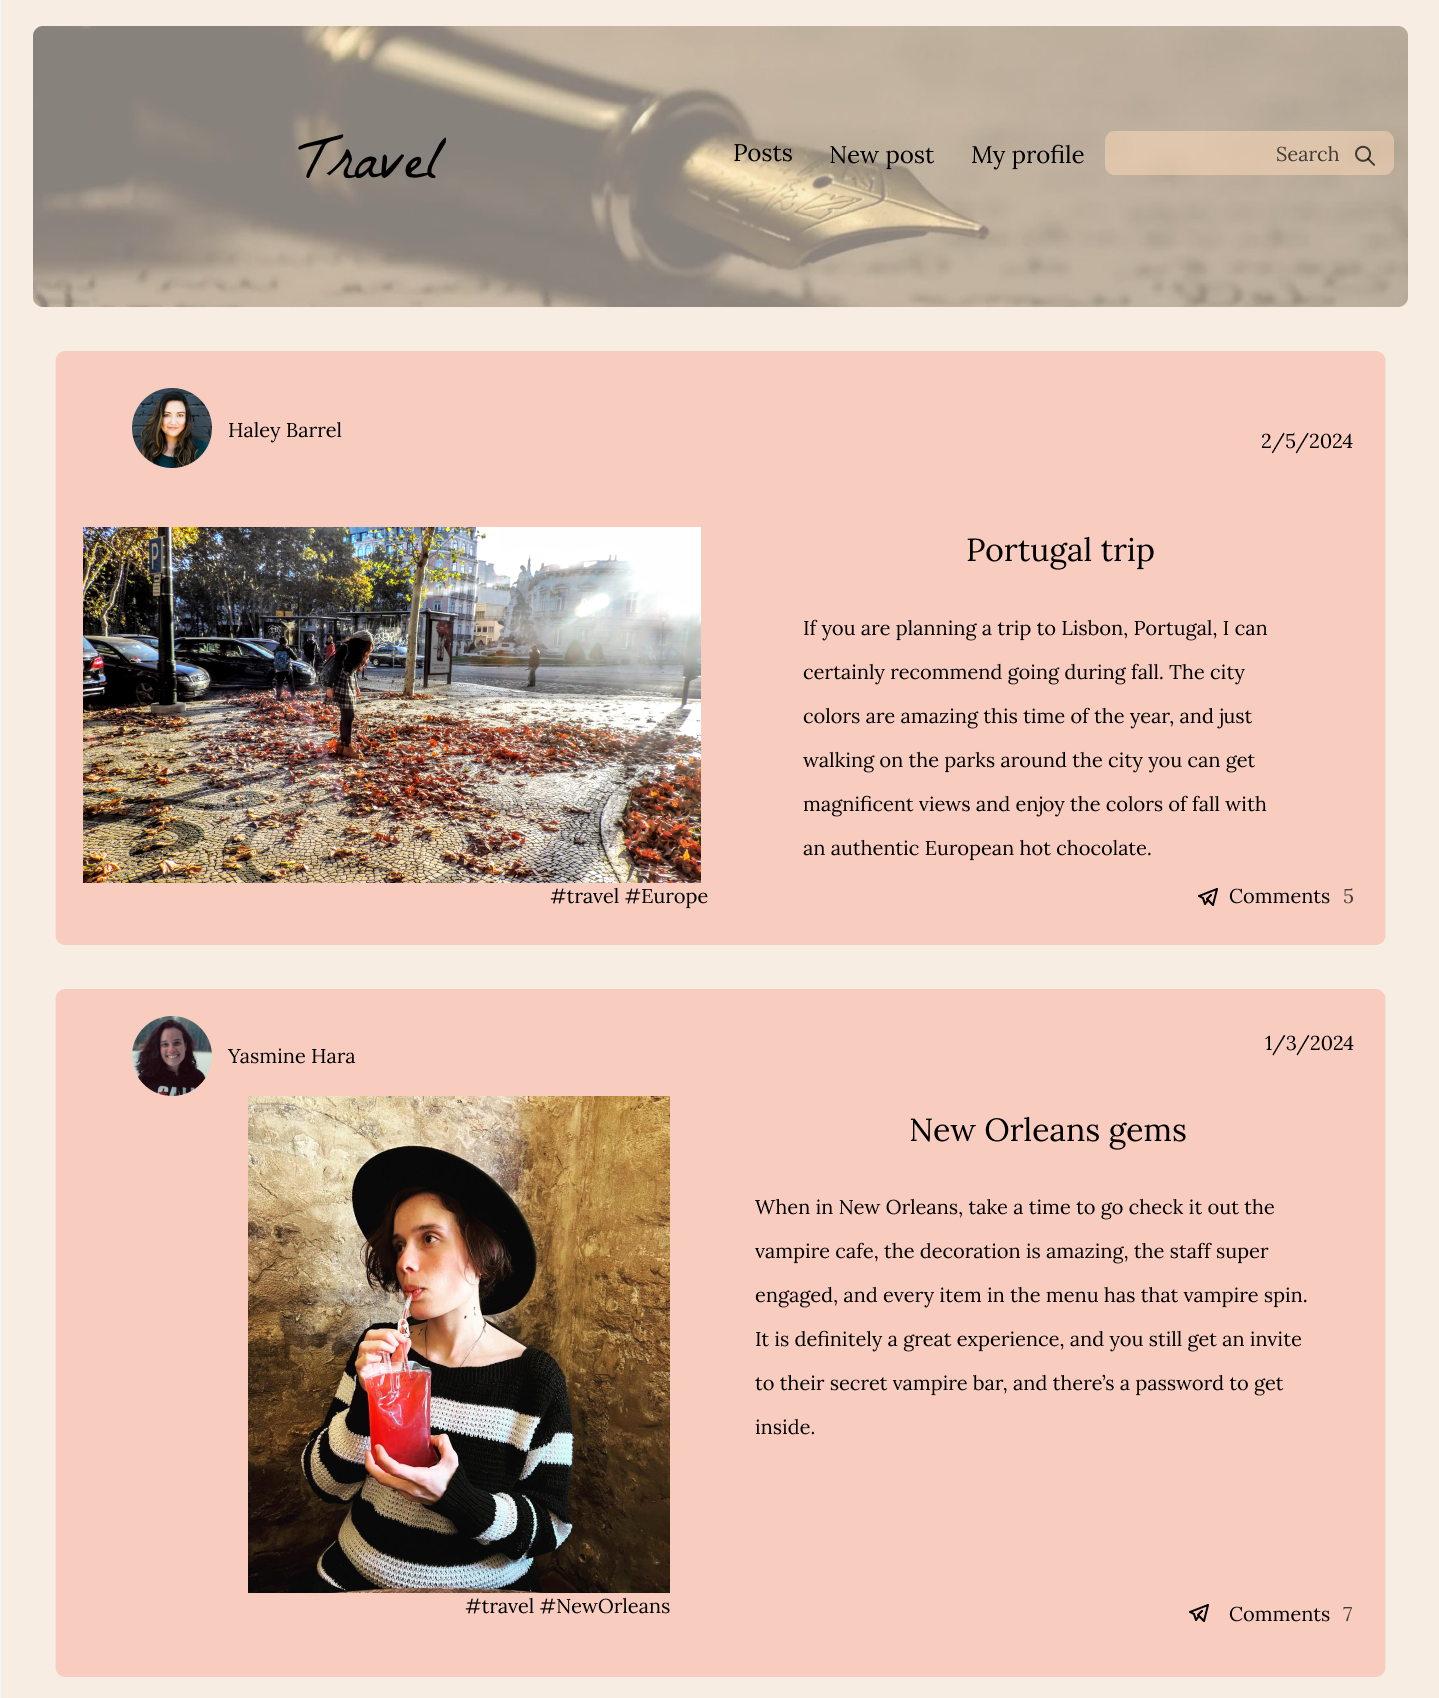 Travel
Posts
New post
My profile
Search
Haley Barrel
2/5/2024
Portugal trip
If you are planning a trip to Lisbon, Portugal, I can
certainly recommend going during fall. The city
colors are amazing this time of the year, and just
walking on the parks around the city you can get
magnificent views and enjoy the colors of fall with
an authentic European hot chocolate.
#travel #Europe
Comments 5
Yasmine Hara
1/3/2024
New Orleans gems
When in New Orleans, take a time to go check it out the
vampire cafe, the decoration is amazing, the staff super
engaged, and every item in the menu has that vampire spin.
It is definitely a great experience, and you still get an invite
to their secret vampire bar, and there’s a password to get
inside.
#travel #NewOrleans
Comments 7